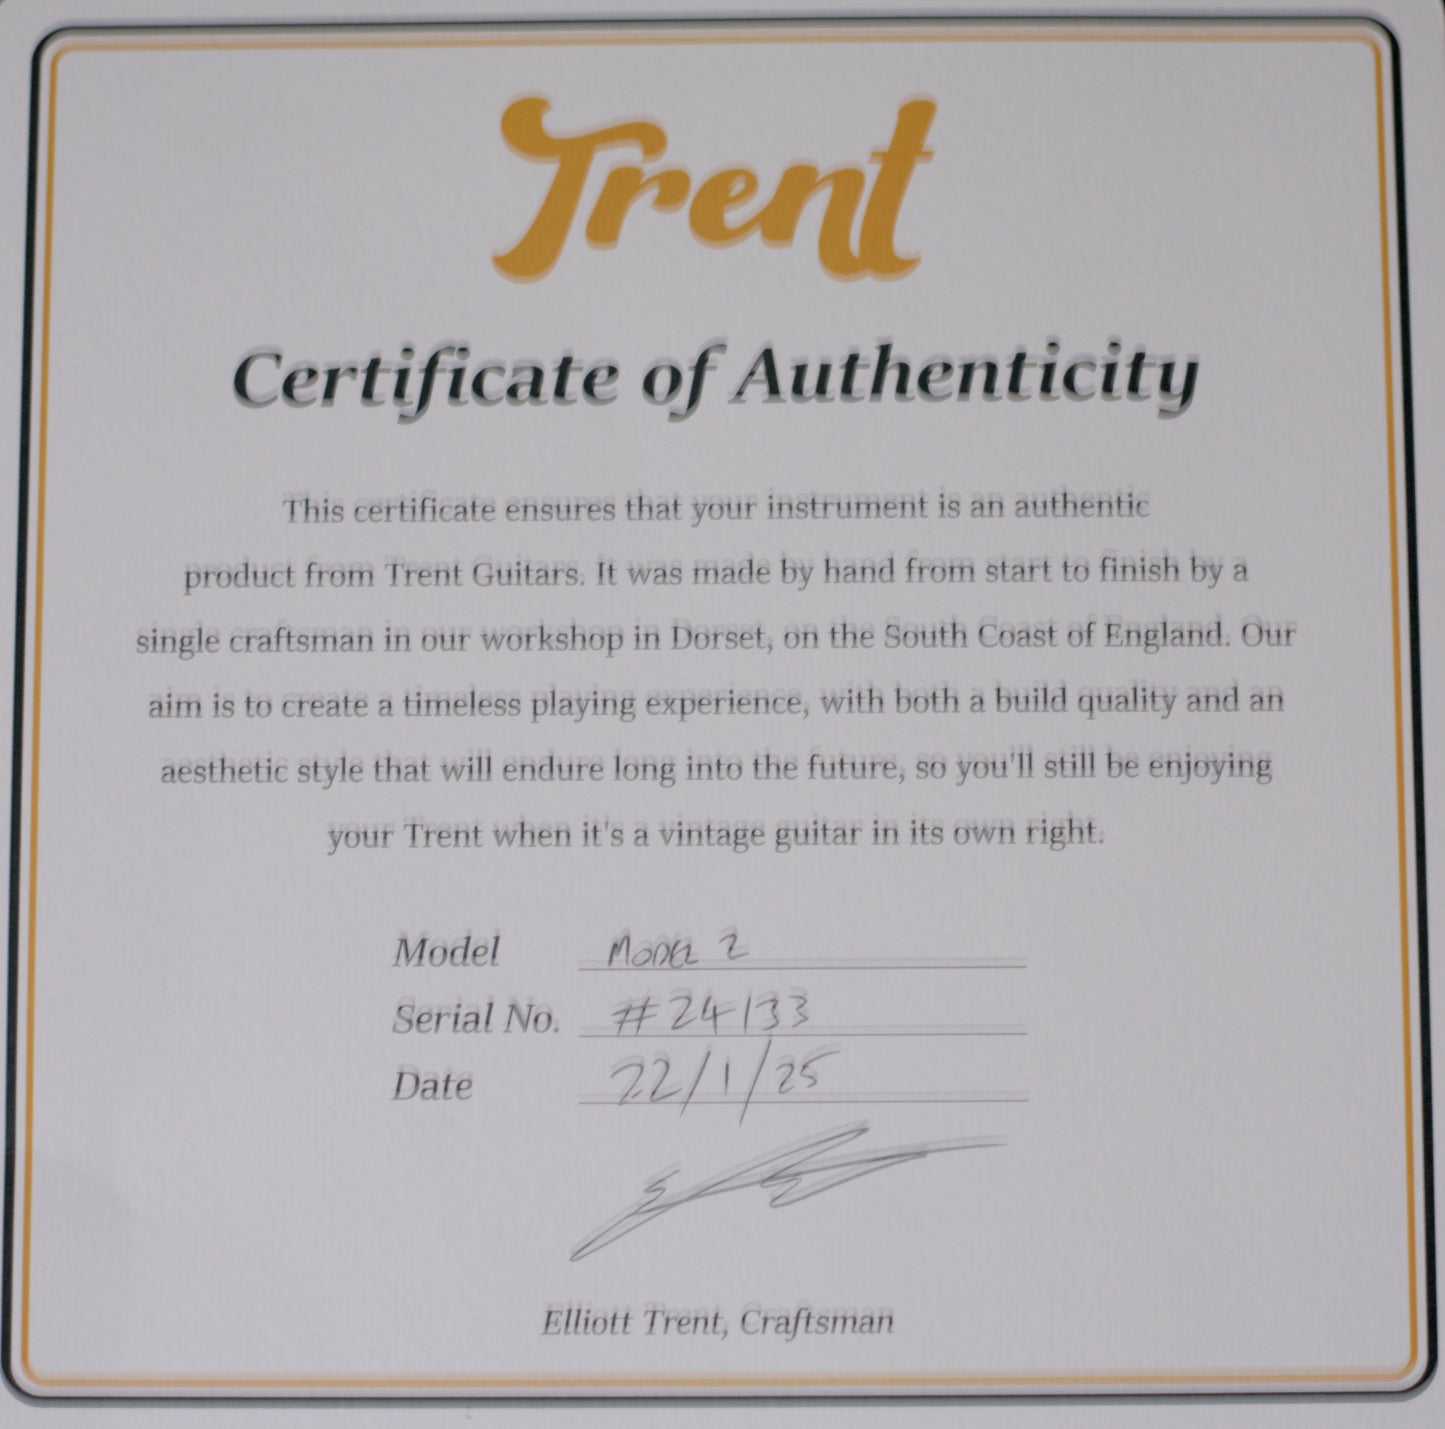 Trent
Certificate of Authenticity
This certificate ensures that your instrument is an authentic
product from Trent Guitars. It was made by hand from start to finish by a
single craftsman in our workshop in Dorset, on the South Coast of England. Our
aim is to create a timeless playing experience, with both a build quality and an
aesthetic style that will endure long into the future, so you'll still be enjoying
your Trent when it's a vintage guitar in its own right.
Model MODEL 2
Serial No. #24133
Date 22/1/25
Elliott Trent, Craftsman